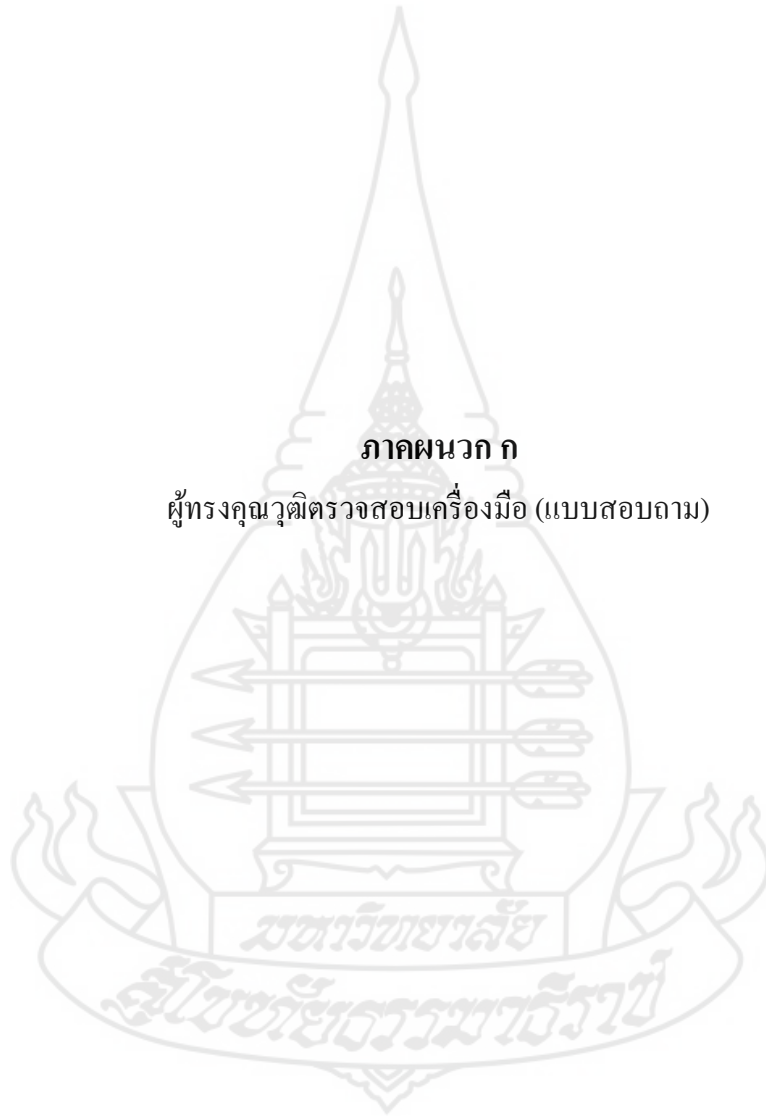 ภาคผนวก ก
ผู้ทรงคุณวุฒิตรวจสอบเครื่องมือ (แบบสอบถาม)
มหาวิทยาลัย
สุโขทัยธรรมาธิราช